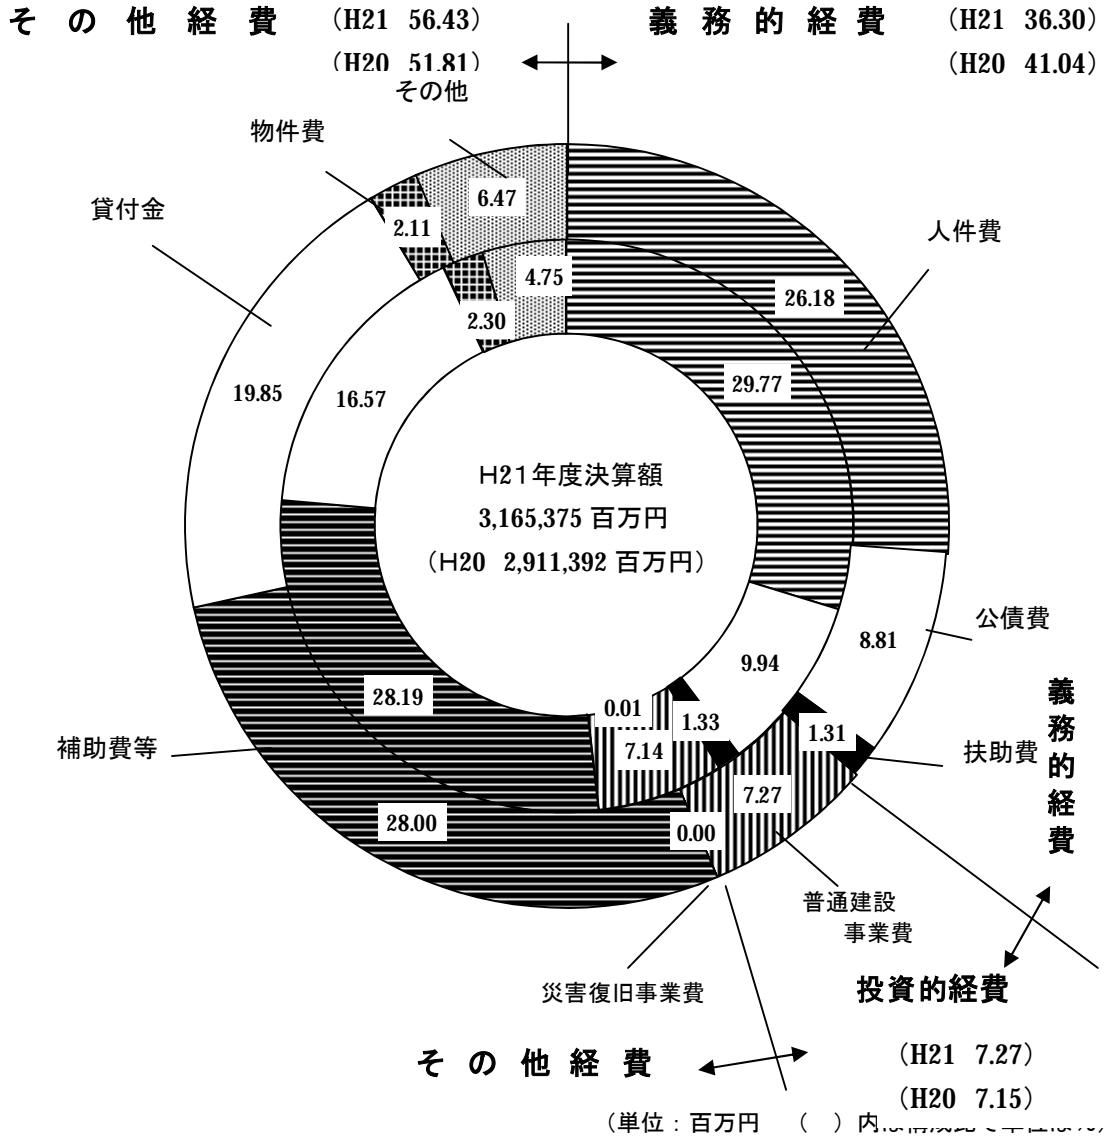 その他経費 （H21 56.43） 義務的経費 （H21 36.30）
（H20 51.81） （H20 41.04）
その他
物件費
貸付金
6.47
2.11
人件費
4.75
26.18
2.30
29.77
19.85
16.57
H21年度決算額
3,165,375 百万円
（H20 2,911,392 百万円）
公債費
8.81
9.94
義務的経費
28.19
0.01
1.33
1.31
7.14
補助費等
扶助費
7.27
28.00
0.00
普通建設
事業費
災害復旧事業費
投資的経費
その他経費
（H21 7.27）
（H20 7.15）
（単位：百万円 （ ）内